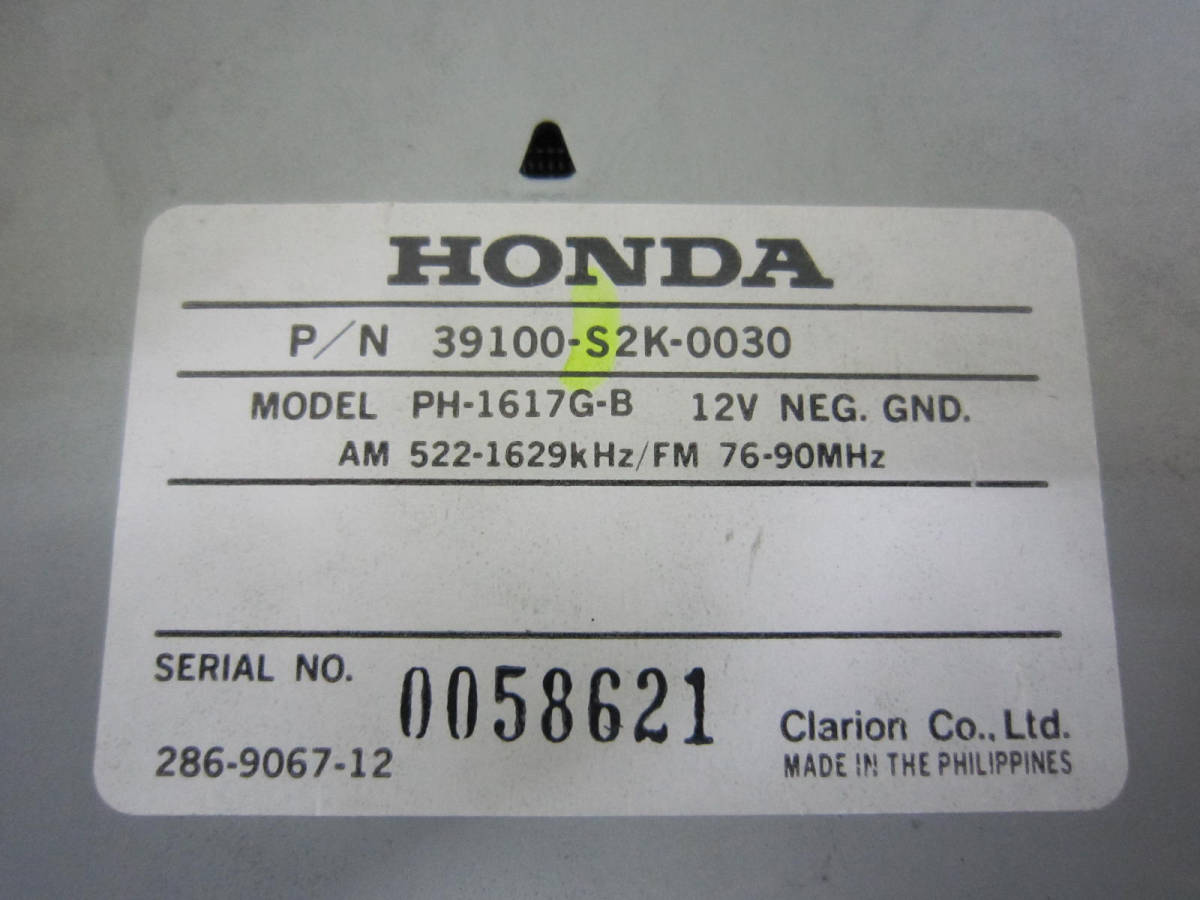 HONDA
P/N 39100-S2K-0030
MODEL PH-1617G-B 12V NEG. GND.
AM 522-1629kHz/FM 76-90MHz
SERIAL NO. 0058621
Clarion Co., Ltd.
286-9067-12 MADE IN THE PHILIPPINES